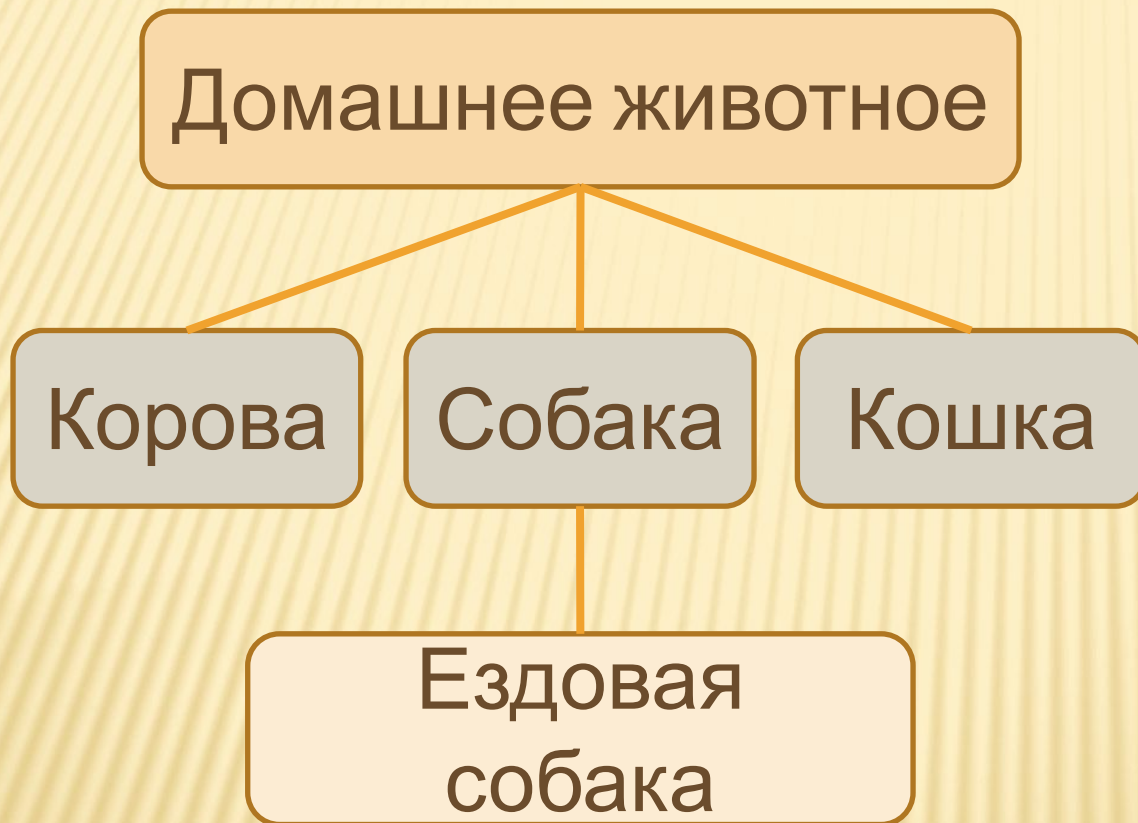 Домашнее животное
Корова
Собака
Кошка
Ездовая
собака